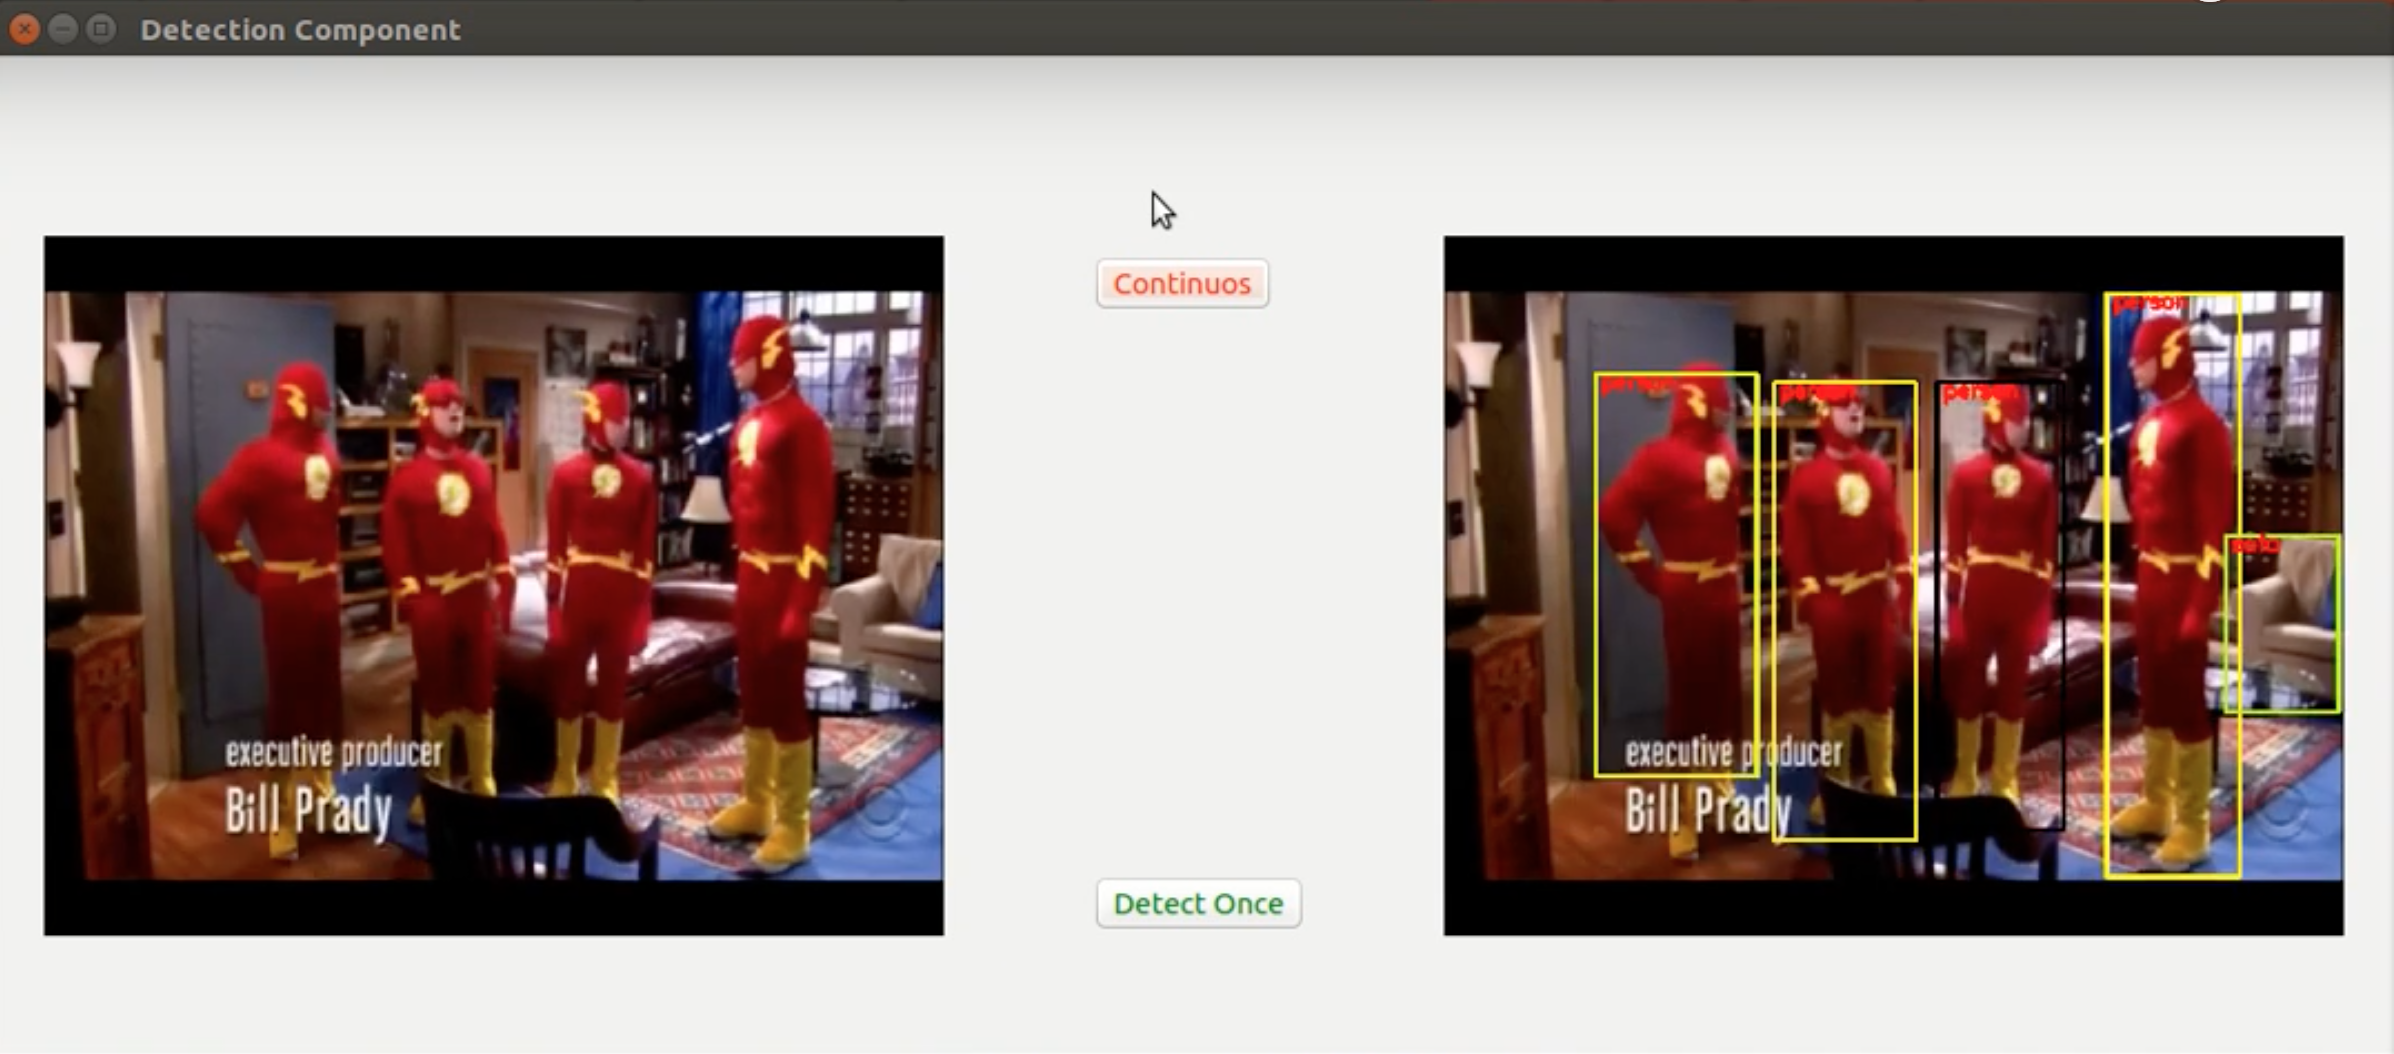 Detection Component
Continuos
executive producer
Bill Prady
person
person
person
person
sofa
executive producer
Bill Prady
Detect Once